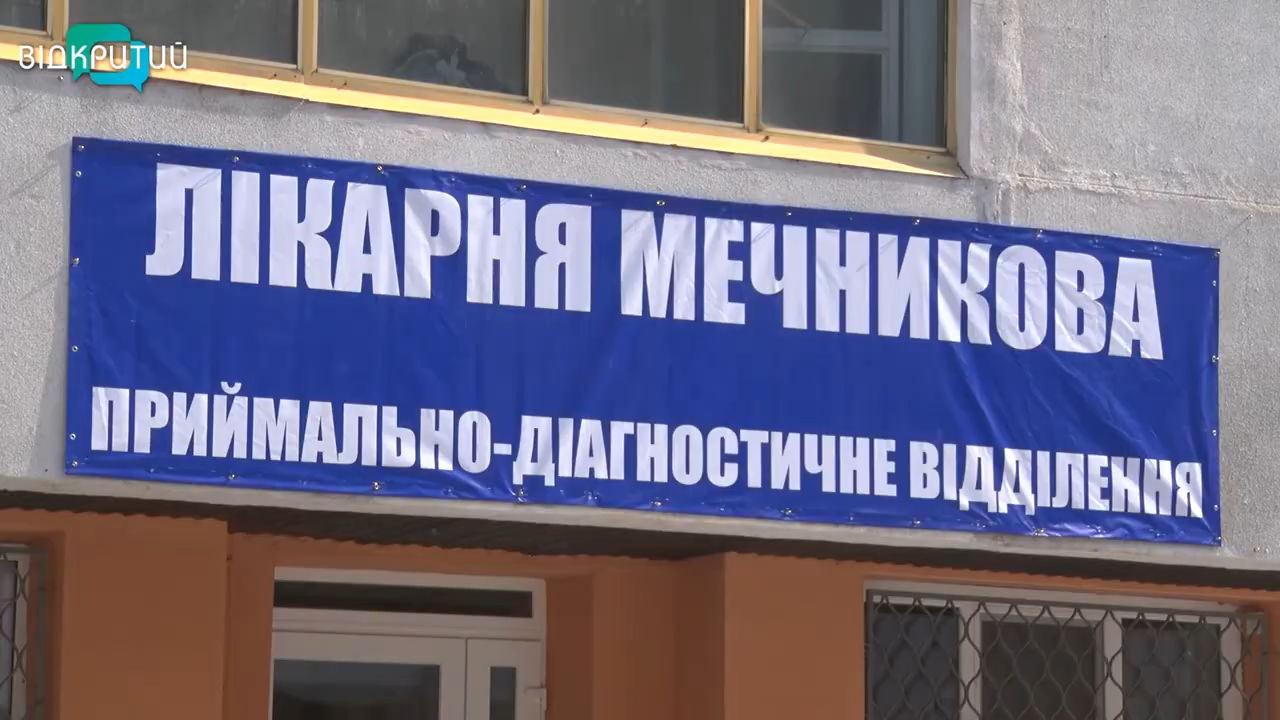 ВІДКРИТИЙ
ЛІКАРНЯ МЕЧНИКОВА
ПРИЙМАЛЬНО-ДІАГНОСТИЧНЕ ВІДДІЛЕННЯ